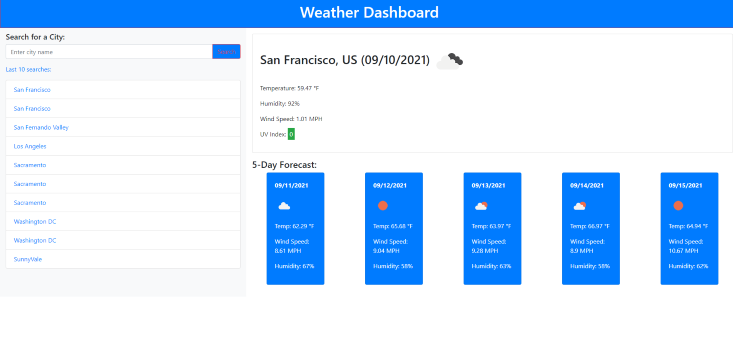 Weather Dashboard
Search for a City:
Enter city name
Search
Last 10 searches:
San Francisco
San Francisco
San Fernando Valley
Los Angeles
Sacramento
Sacramento
Sacramento
Washington DC
Washington DC
SunnyVale
San Francisco, US (09/10/2021)
Temperature: 59.47 °F
Humidity: 92%
Wind Speed: 1.01 MPH
UV Index: 0
5-Day Forecast:
09/11/2021
Temp: 62.29 °F
Wind Speed:
8.61 MPH
Humidity: 67%
09/12/2021
Temp: 65.68 °F
Wind Speed:
9.04 MPH
Humidity: 58%
09/13/2021
Temp: 63.97 °F
Wind Speed:
9.28 MPH
Humidity: 63%
09/14/2021
Temp: 66.97 °F
Wind Speed:
8.9 MPH
Humidity: 58%
09/15/2021
Temp: 64.94 °F
Wind Speed:
10.67 MPH
Humidity: 62%